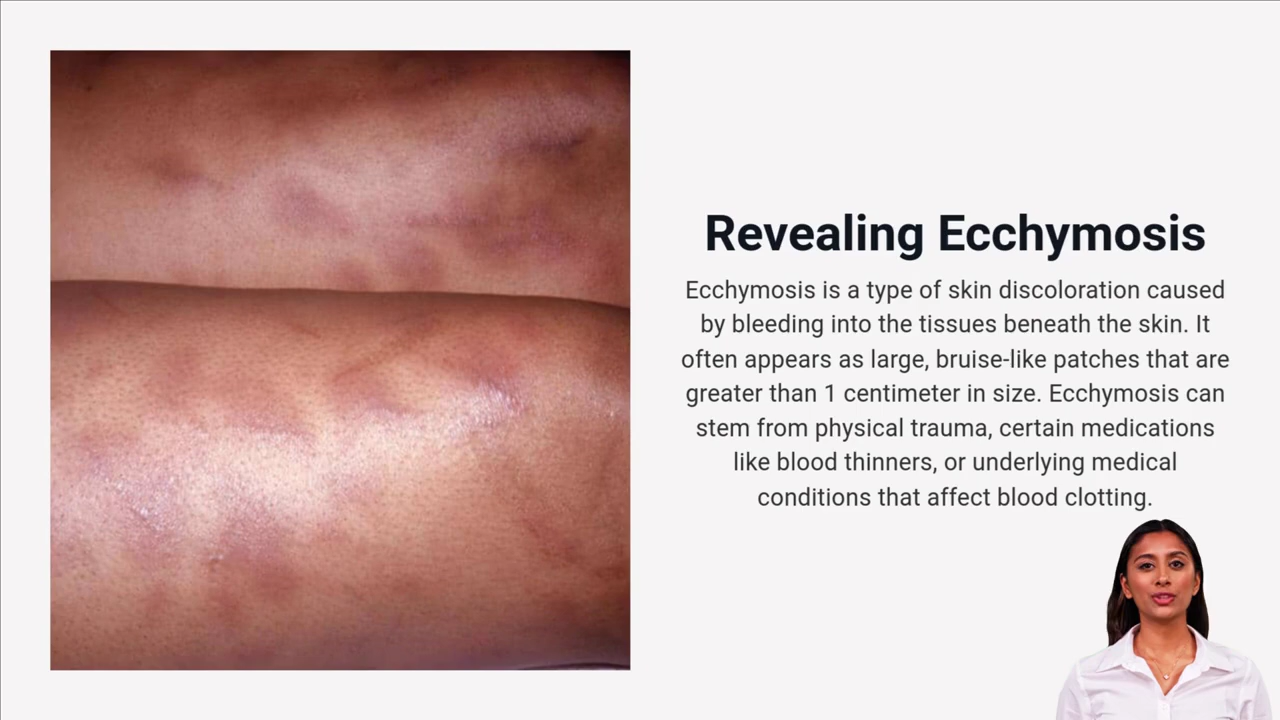 Revealing Ecchymosis
Ecchymosis is a type of skin discoloration caused
by bleeding into the tissues beneath the skin. It
often appears as large, bruise-like patches that are
greater than 1 centimeter in size. Ecchymosis can
stem from physical trauma, certain medications
like blood thinners, or underlying medical
conditions that affect blood clotting.